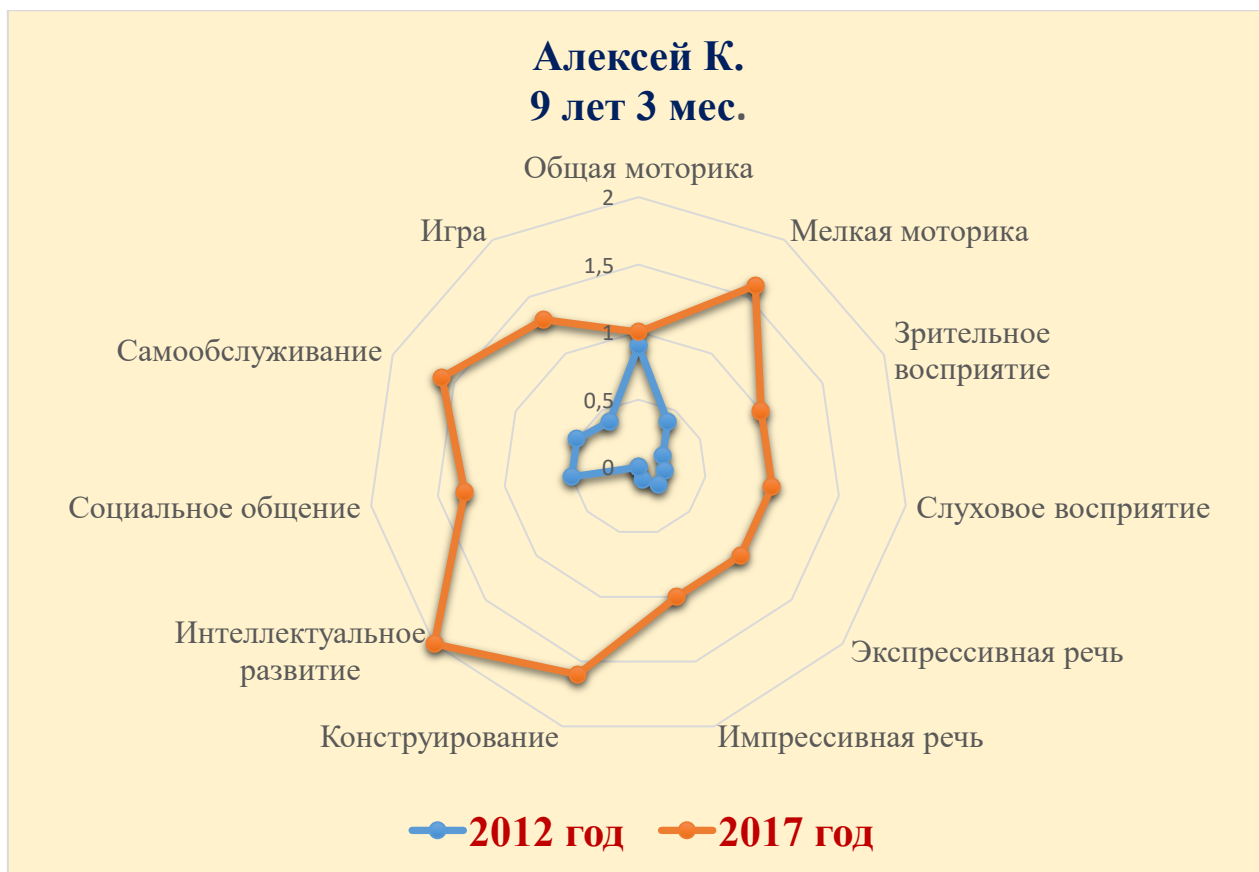 Алексей К.
9 лет 3 мес.
Общая моторика
2
Игра
Мелкая моторика
1,5
Самообслуживание
1
Зрительное
восприятие
0,5
0
Социальное общение
Слуховое восприятие
Интеллектуальное
развитие
Экспрессивная речь
Конструирование
Импрессивная речь
2012 год
2017 год